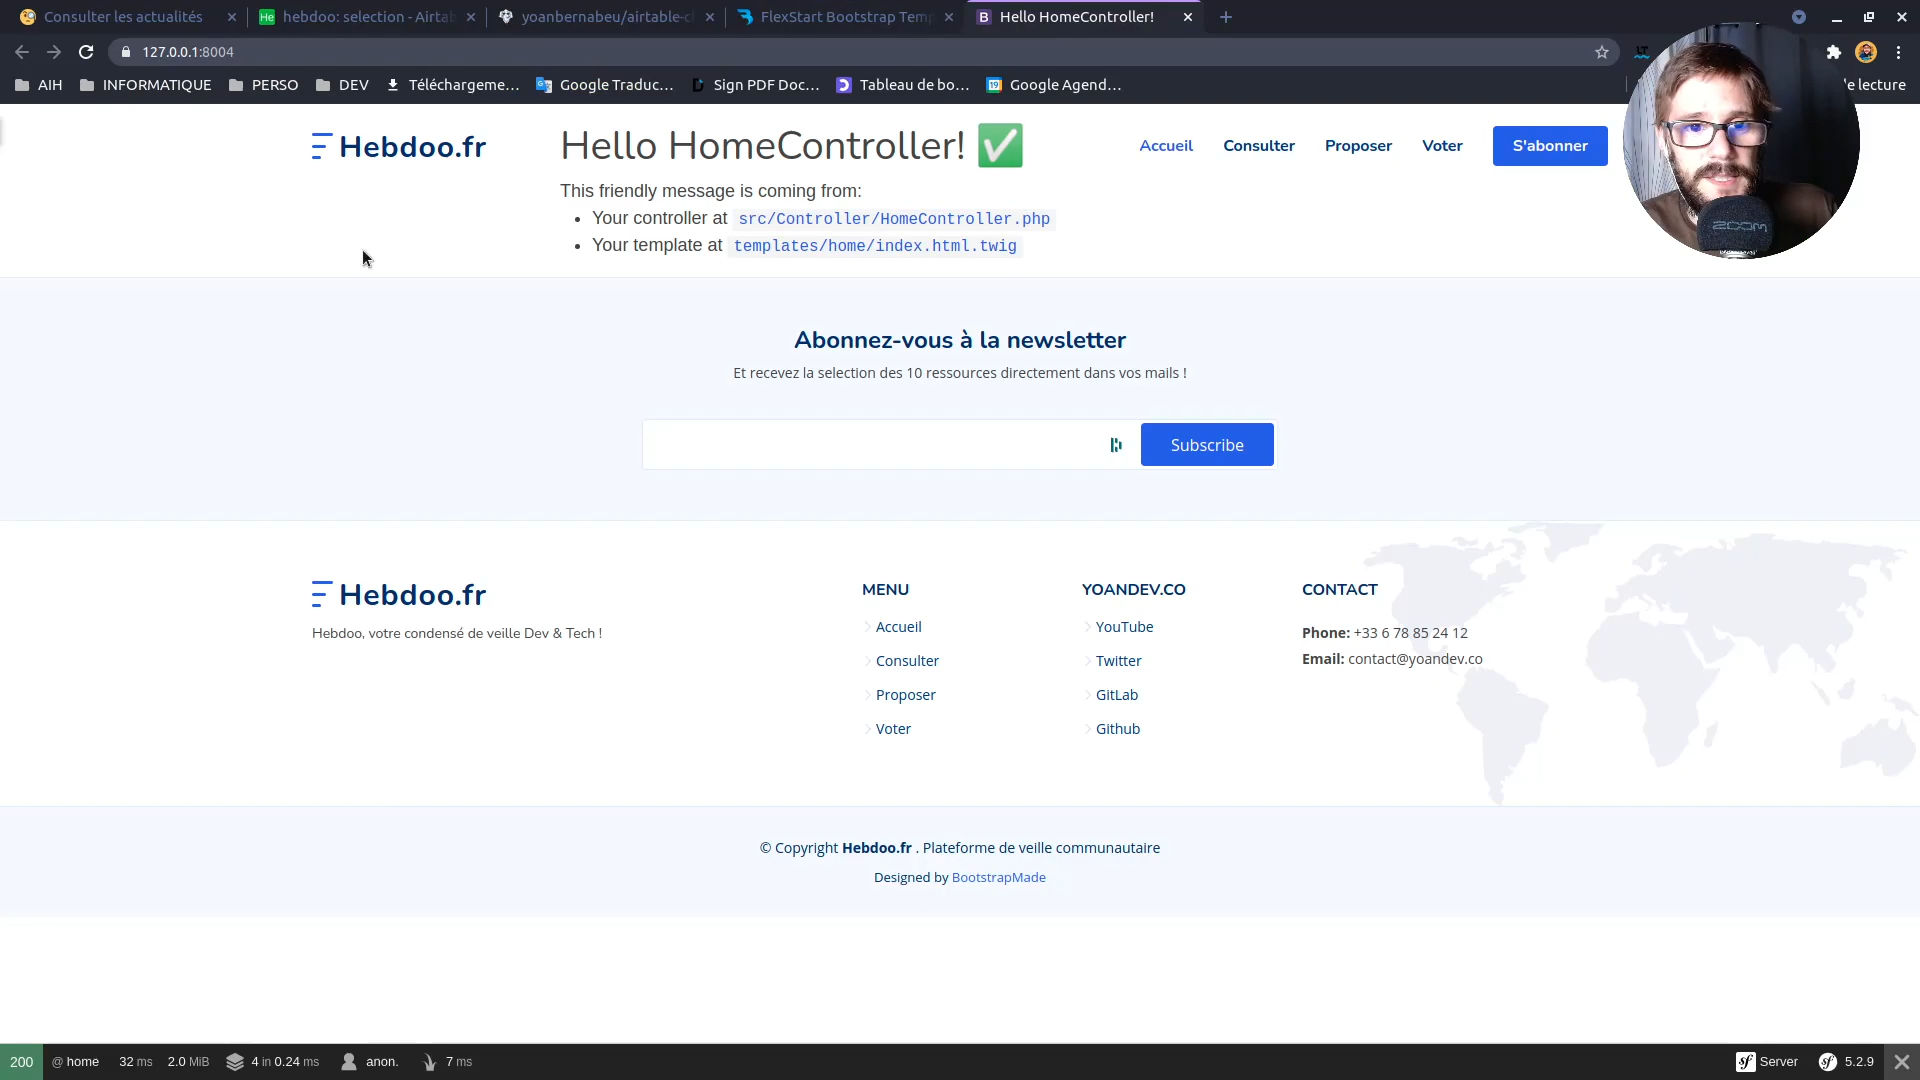 Consulter les actualités
hebdoo: selection - Airtab
yoanbernabeu/airtable-c
FlexStart Bootstrap Temp
Hello HomeController!
127.0.0.1:8004
AIH
INFORMATIQUE
PERSO
DEV
Téléchargeme...
Google Traduc...
Sign PDF Doc...
Tableau de bo...
Google Agend...
e lecture
Hebdoo.fr
Hello HomeController! ✅
This friendly message is coming from:
• Your controller at src/Controller/HomeController.php
• Your template at templates/home/index.html.twig
Accueil
Consulter
Proposer
Voter
S'abonner
ZOOM
Abonnez-vous à la newsletter
Et recevez la selection des 10 ressources directement dans vos mails !
Subscribe
Hebdoo.fr
Hebdoo, votre condensé de veille Dev & Tech !
MENU
Accueil
Consulter
Proposer
Voter
YOANDEV.CO
YouTube
Twitter
GitLab
Github
CONTACT
Phone: +33 6 78 85 24 12
Email: contact@yoandev.co
© Copyright Hebdoo.fr . Plateforme de veille communautaire
Designed by BootstrapMade
200
@ home
32 ms
2.0 MiB
4 in 0.24 ms
anon.
7 ms
Server
5.2.9